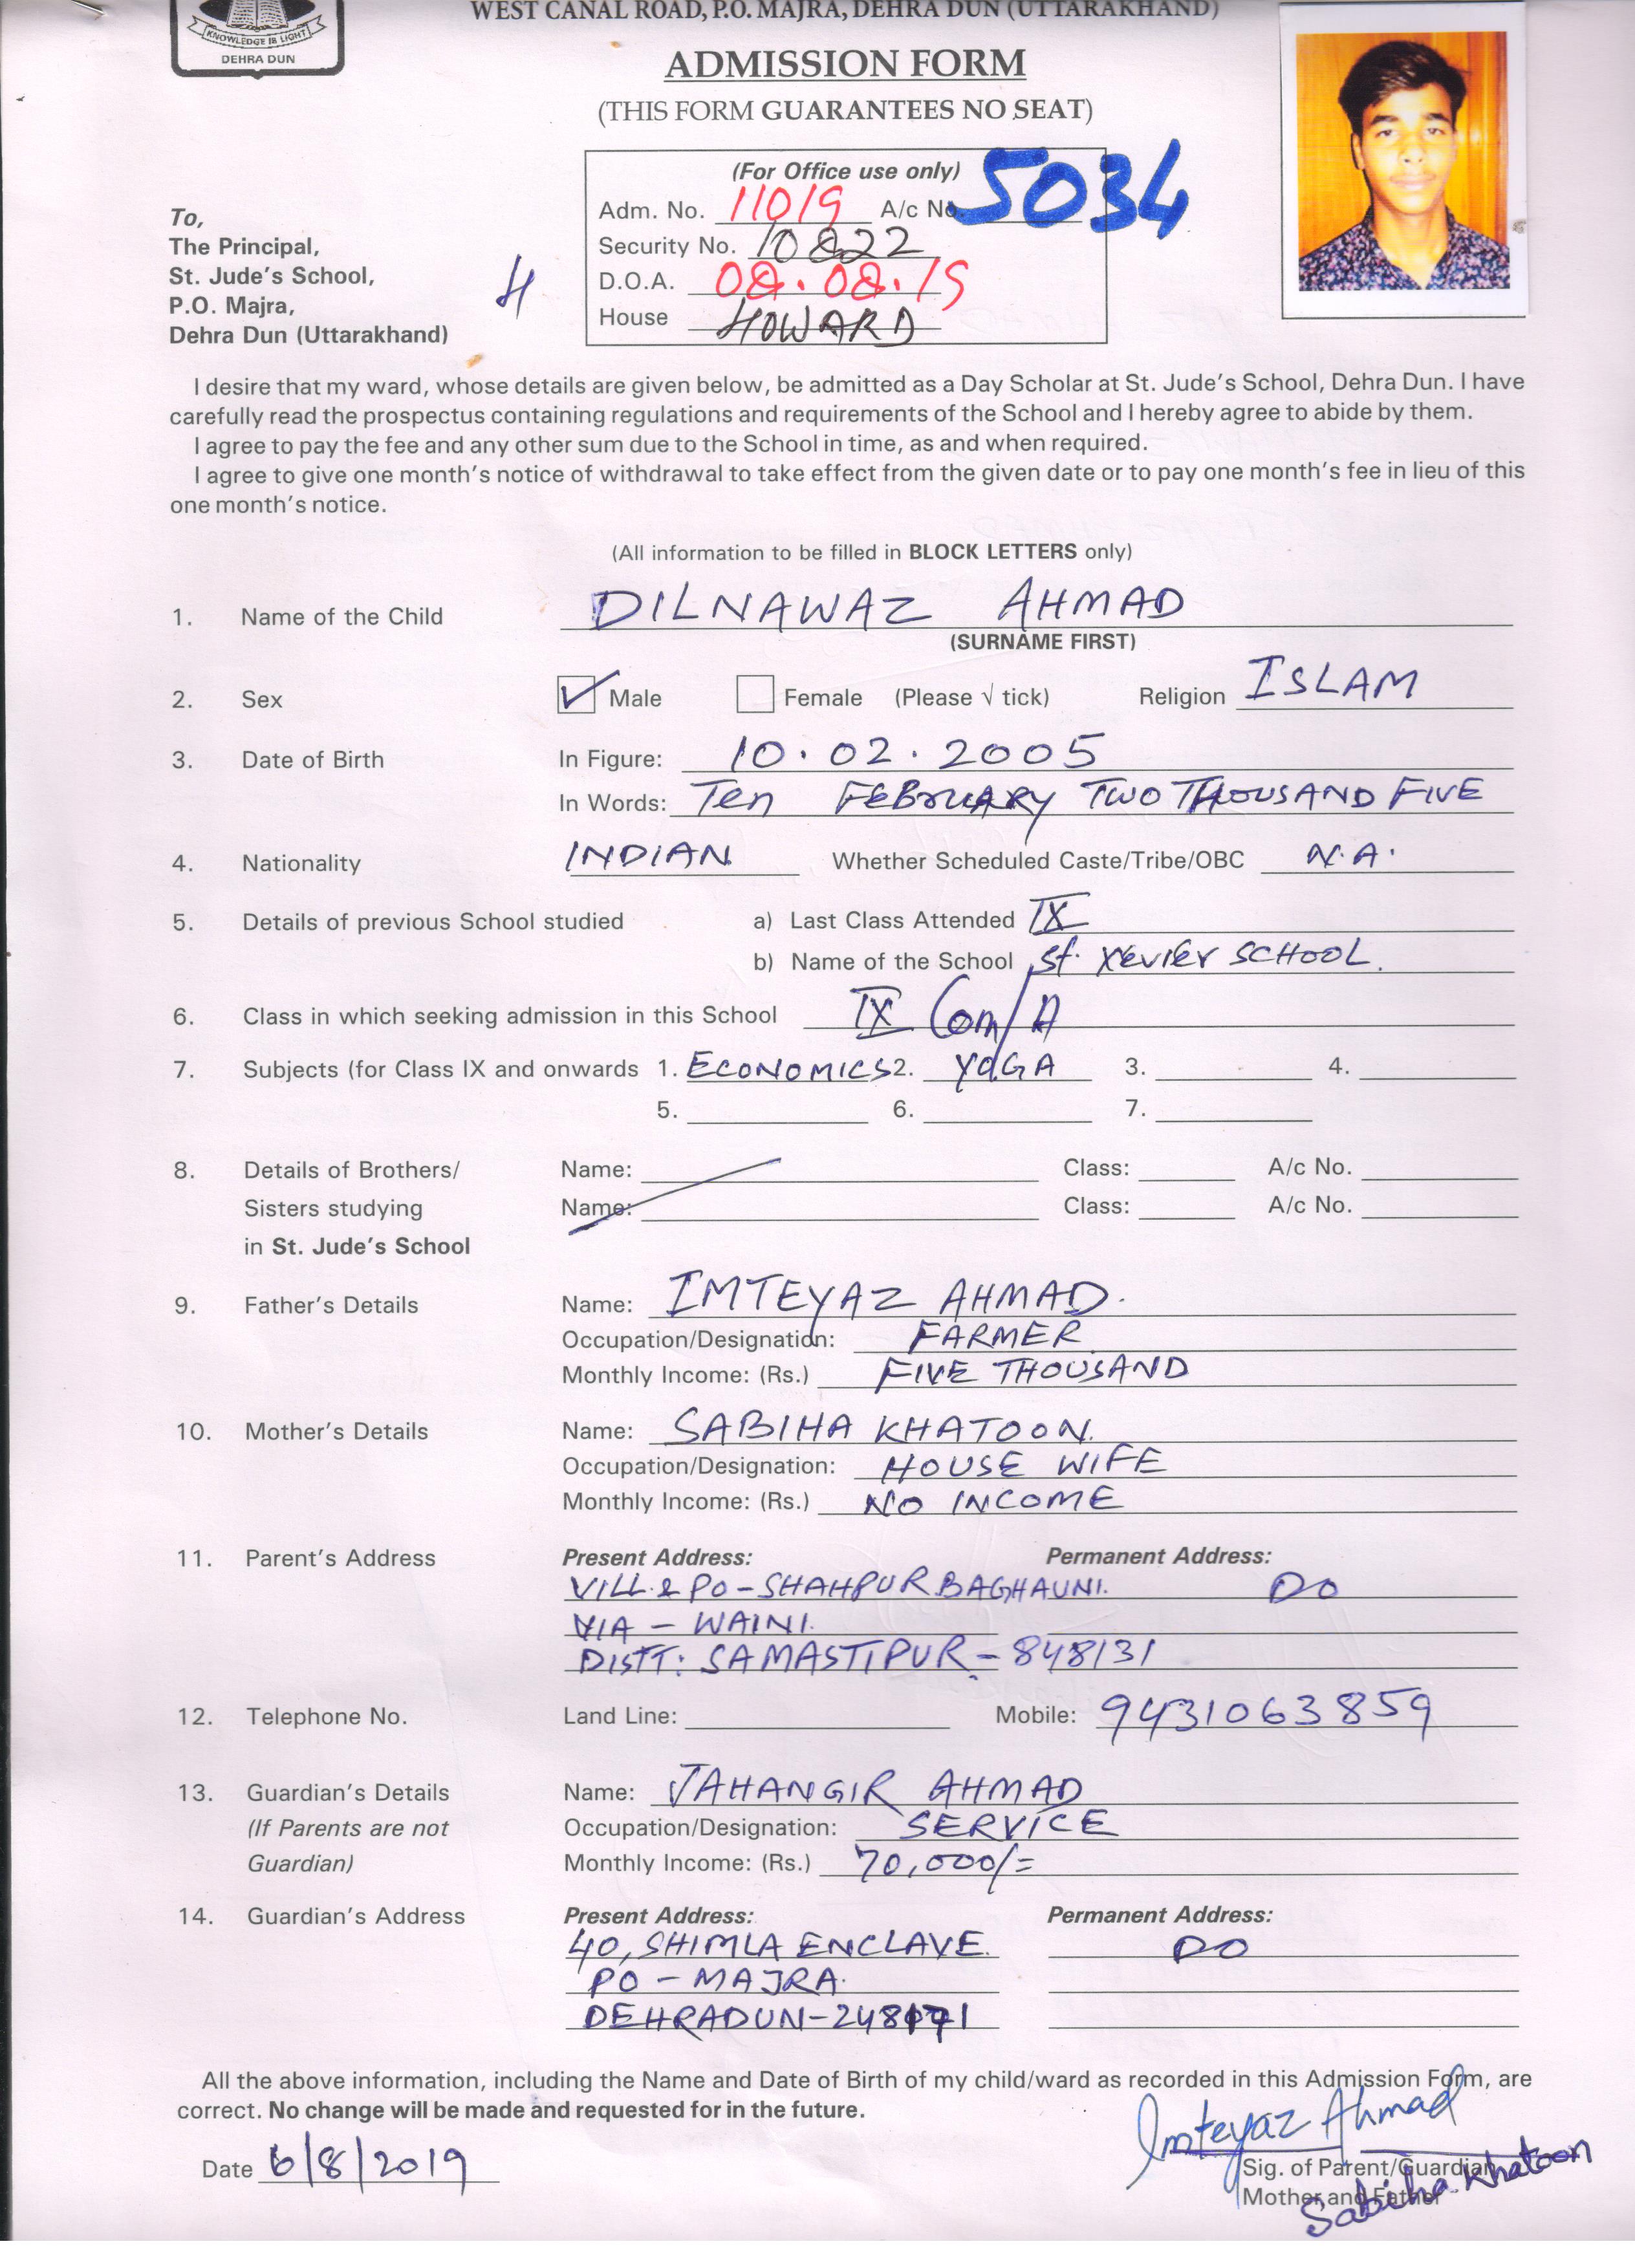 WEST CANAL ROAD, P.O. MAJRA, DEHRA DUN (UTTARAKHAND)
KNOWLEDGE IS LIGHT
DEHRA DUN
ADMISSION FORM
(THIS FORM GUARANTEES NO SEAT)
(For Office use only)
Adm. No. 11019 A/c No. 5034
Security No. 10822
D.O.A. 08.08.19
House HOWARD
To,
The Principal,
St. Jude's School,
P.O. Majra,
Dehra Dun (Uttarakhand)
H
I desire that my ward, whose details are given below, be admitted as a Day Scholar at St. Jude's School, Dehra Dun. I have
carefully read the prospectus containing regulations and requirements of the School and I hereby agree to abide by them.
I agree to pay the fee and any other sum due to the School in time, as and when required.
I agree to give one month's notice of withdrawal to take effect from the given date or to pay one month's fee in lieu of this
one month's notice.
(All information to be filled in BLOCK LETTERS only)
1. Name of the Child DILNAWAZ AHMAD
(SURNAME FIRST)
2. Sex ✓ Male Female (Please √ tick) Religion ISLAM
3. Date of Birth In Figure: 10.02.2005
In Words: Ten FEBRUARY TWO THOUSAND FIVE
4. Nationality INDIAN Whether Scheduled Caste/Tribe/OBC N.A.
5. Details of previous School studied a) Last Class Attended IX
b) Name of the School St. Xevier SCHOOL.
6. Class in which seeking admission in this School IX Com/A
7. Subjects (for Class IX and onwards 1. ECONOMICS 2. YOGA 3. 4.
5. 6. 7.
8. Details of Brothers/ Name: Class: A/c No.
Sisters studying Name: Class: A/c No.
in St. Jude's School
9. Father's Details Name: IMTEYAZ AHMAD.
Occupation/Designation: FARMER
Monthly Income: (Rs.) FIVE THOUSAND
10. Mother's Details Name: SABIHA KHATOON.
Occupation/Designation: HOUSE WIFE
Monthly Income: (Rs.) NO INCOME
11. Parent's Address Present Address: Permanent Address:
VILL. & PO - SHAHPUR BAGHAUNI. DO
VIA - WAINI.
DISTT: SAMASTIPUR - 848131
12. Telephone No. Land Line: Mobile: 9431063859
13. Guardian's Details Name: JAHANGIR AHMAD
(If Parents are not Occupation/Designation: SERVICE
Guardian) Monthly Income: (Rs.) 70,000/=
14. Guardian's Address Present Address: Permanent Address:
40, SHIMLA ENCLAVE. DO
PO - MAJRA.
DEHRADUN - 248171
All the above information, including the Name and Date of Birth of my child/ward as recorded in this Admission Form, are
correct. No change will be made and requested for in the future.
Imteyaz Ahmad
Date 6/8/2019
Sig. of Parent/Guardian
Mother and Father
Sabiha Khatoon